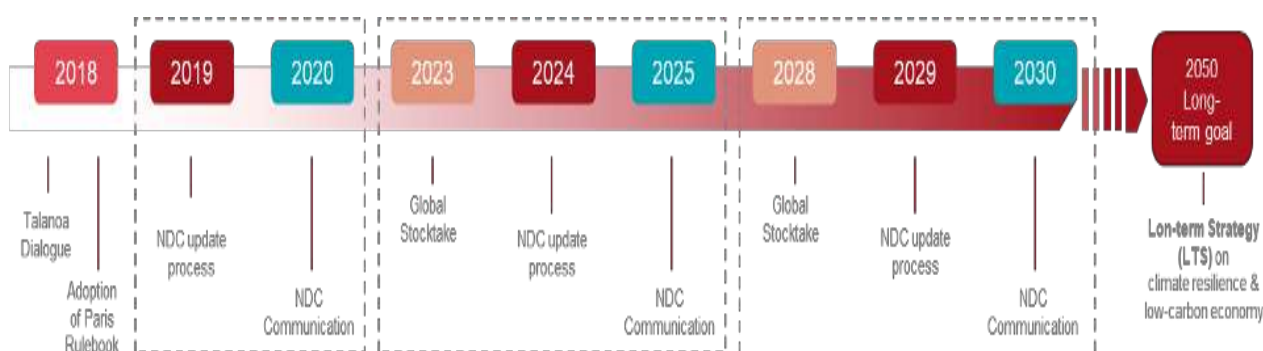 2018
2019
2020
2023
2024
2025
2028
2029
2030
2050
Long-
term goal
Talanoa
Dialogue
Adoption
of Paris
Rulebook
NDC update
process
NDC
Communication
Global
Stocktake
NDC update
process
NDC
Communication
Global
Stocktake
NDC update
process
NDC
Communication
Lon-term Strategy
(LTS) on
climate resilience &
low-carbon economy